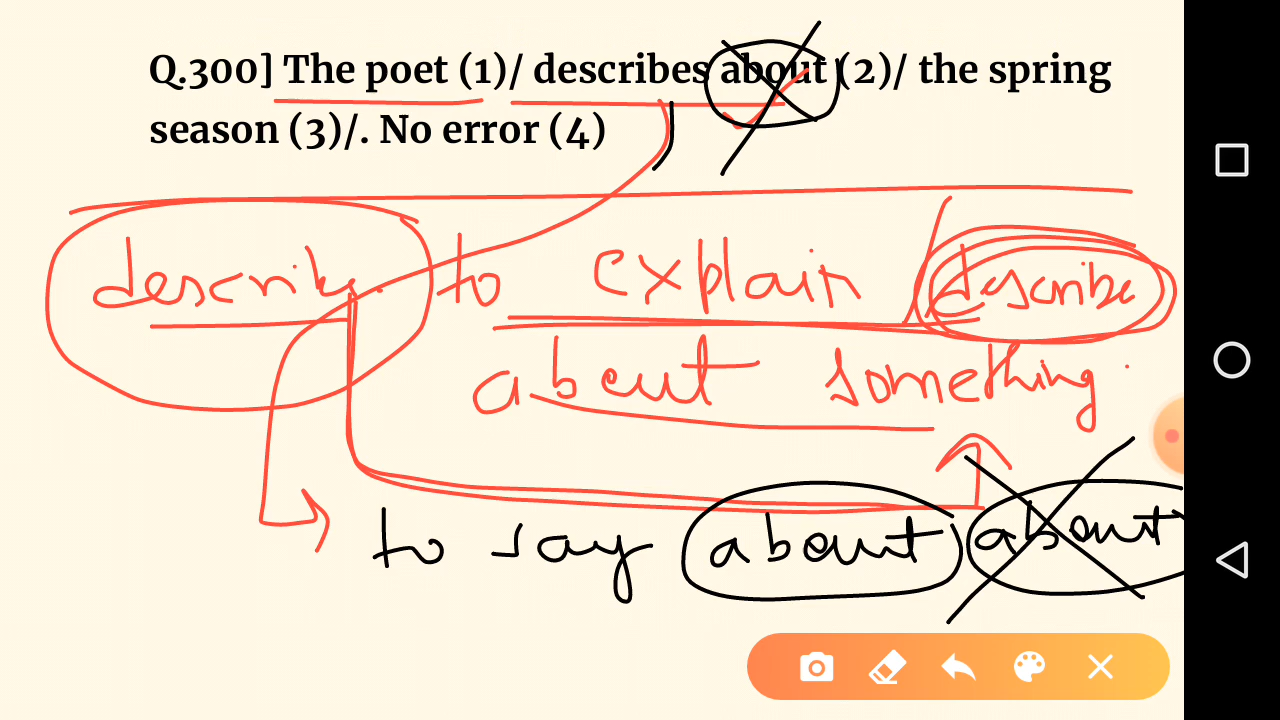 Q.300] The poet (1)/ describes about (2)/ the spring
season (3)/. No error (4)
describe to explain / describe
about something.
to say about about